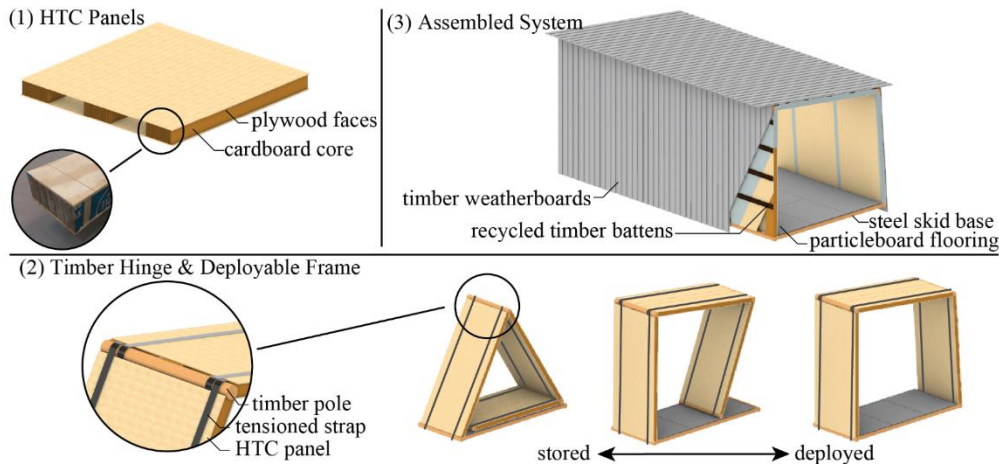 (1) HTC Panels
plywood faces
cardboard core
(3) Assembled System
timber weatherboards
recycled timber battens
steel skid base
particleboard flooring
(2) Timber Hinge & Deployable Frame
timber pole
tensioned strap
HTC panel
stored
deployed